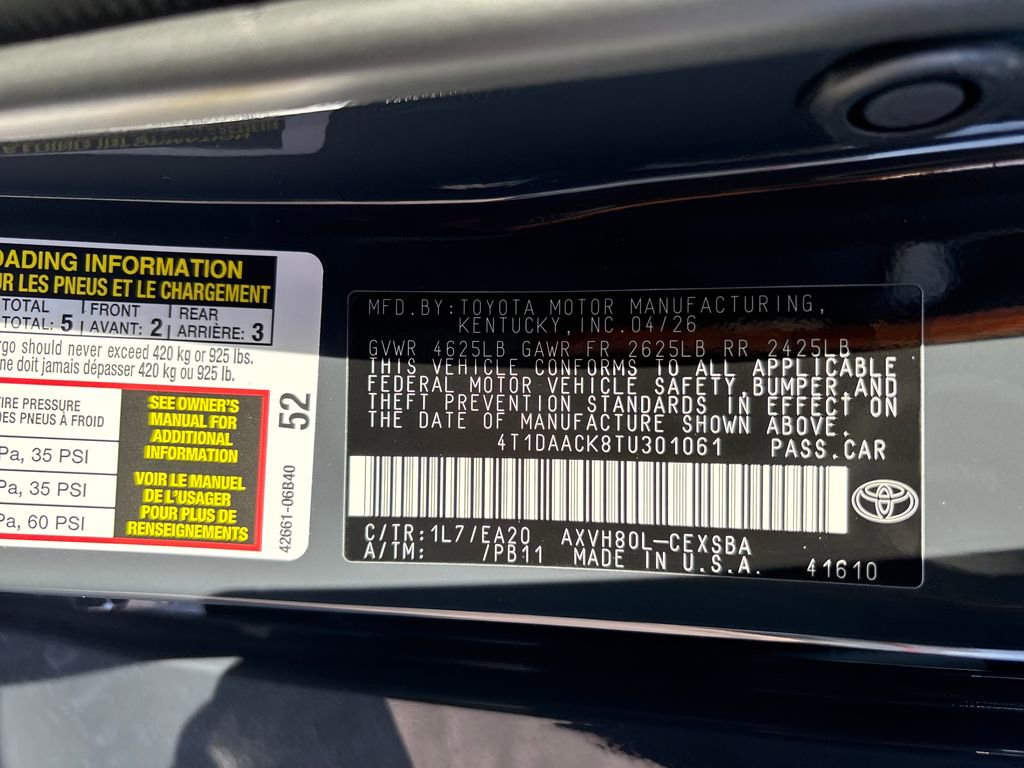 OADING INFORMATION
UR LES PNEUS ET LE CHARGEMENT
TOTAL FRONT REAR
TOTAL: 5 AVANT: 2 ARRIÈRE: 3
rgo should never exceed 420 kg or 925 lbs.
ne doit jamais dépasser 420 kg ou 925 lb.
TIRE PRESSURE
DES PNEUS À FROID
Pa, 35 PSI
Pa, 35 PSI
Pa, 60 PSI
SEE OWNER'S
MANUAL FOR
ADDITIONAL
INFORMATION
VOIR LE MANUEL
DE L'USAGER
POUR PLUS DE
RENSEIGNEMENTS
52
42661-06B40
MFD.BY:TOYOTA MOTOR MANUFACTURING,
KENTUCKY,INC.04/26
GVWR 4625LB GAWR FR 2625LB RR 2425LB
THIS VEHICLE CONFORMS TO ALL APPLICABLE
FEDERAL MOTOR VEHICLE SAFETY,BUMPER,AND
THEFT PREVENTION STANDARDS IN EFFECT ON
THE DATE OF MANUFACTURE SHOWN ABOVE.
4T1DAACK8TU301061 PASS.CAR
C/TR:1L7/EA20 AXVH80L-CEXSBA
A/TM: /PB11 MADE IN U.S.A. 41610